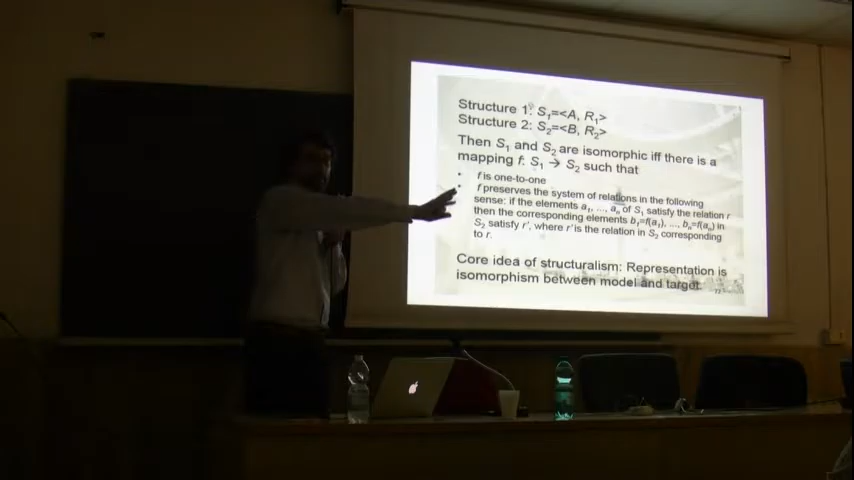 Structure 1: S1=<A, R1>
Structure 2: S2=<B, R2>
Then S1 and S2 are isomorphic iff there is a
mapping f: S1 → S2 such that
• f is one-to-one
• f preserves the system of relations in the following
sense: if the elements a1, ..., an of S1 satisfy the relation r
then the corresponding elements b1=f(a1), ..., bn=f(an) in
S2 satisfy r', where r' is the relation in S2 corresponding
to r.
Core idea of structuralism: Representation is
isomorphism between model and target.